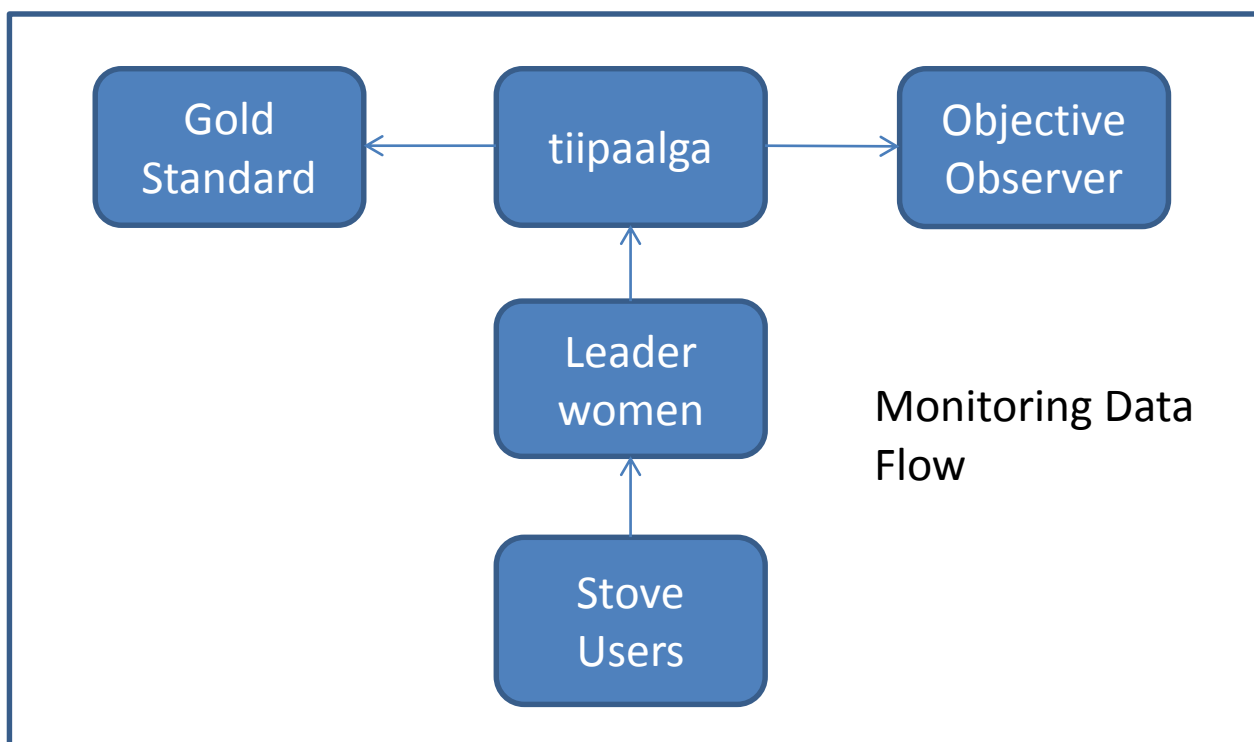 Gold
Standard
tiipaalga
Objective
Observer
Leader
women
Monitoring Data
Flow
Stove
Users